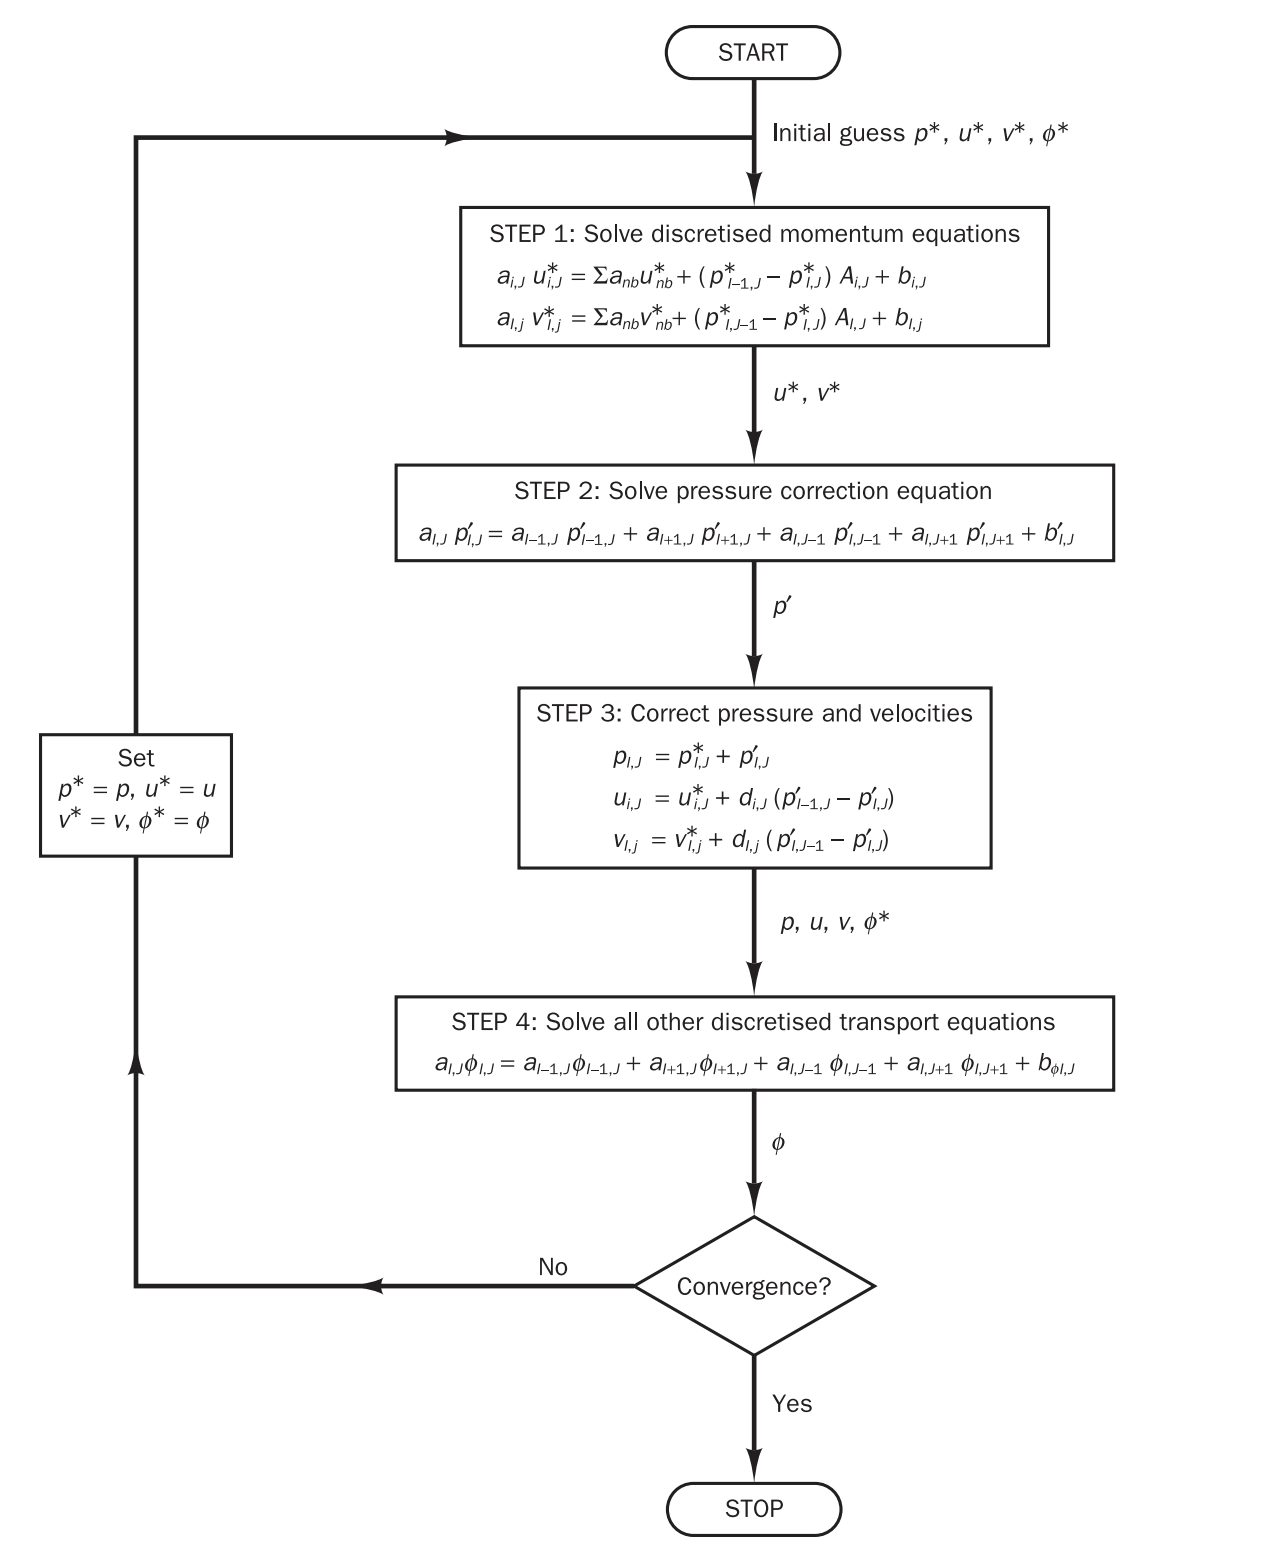 START
Initial guess p*, u*, v*, ϕ*
STEP 1: Solve discretised momentum equations
a_{i,J} u*_{i,J} = Σa_{nb}u*_{nb} + (p*_{I–1,J} – p*_{I,J}) A_{i,J} + b_{i,J}
a_{I,j} v*_{I,j} = Σa_{nb}v*_{nb} + (p*_{I,J–1} – p*_{I,J}) A_{I,J} + b_{I,j}
u*, v*
STEP 2: Solve pressure correction equation
a_{I,J} p′_{I,J} = a_{I–1,J} p′_{I–1,J} + a_{I+1,J} p′_{I+1,J} + a_{I,J–1} p′_{I,J–1} + a_{I,J+1} p′_{I,J+1} + b′_{I,J}
p′
STEP 3: Correct pressure and velocities
p_{I,J} = p*_{I,J} + p′_{I,J}
u_{i,J} = u*_{i,J} + d_{i,J} (p′_{I–1,J} – p′_{I,J})
v_{I,j} = v*_{I,j} + d_{I,j} (p′_{I,J–1} – p′_{I,J})
p, u, v, ϕ*
STEP 4: Solve all other discretised transport equations
a_{I,J}ϕ_{I,J} = a_{I–1,J}ϕ_{I–1,J} + a_{I+1,J}ϕ_{I+1,J} + a_{I,J–1} ϕ_{I,J–1} + a_{I,J+1} ϕ_{I,J+1} + b_{ϕI,J}
ϕ
Convergence?
No
Set
p* = p, u* = u
v* = v, ϕ* = ϕ
Yes
STOP